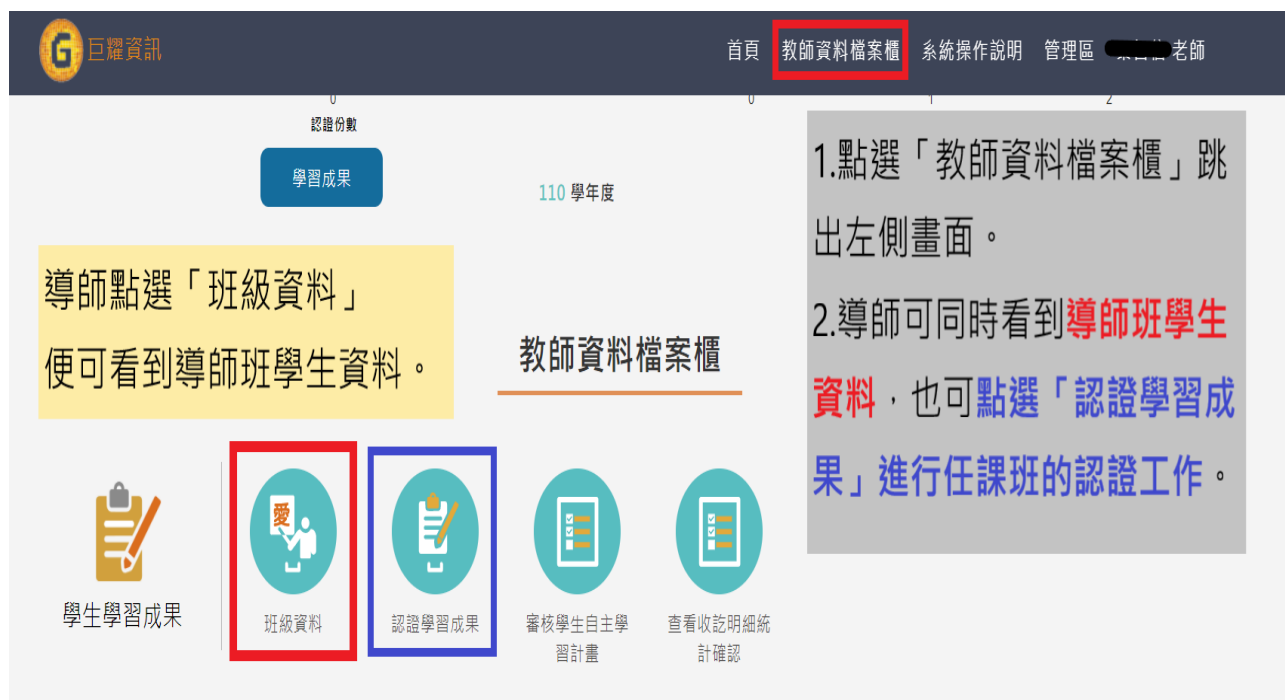 G 巨耀資訊
首頁 教師資料檔案櫃 系統操作說明 管理區 老師
0 0 1 2
認證份數
學習成果
110 學年度
導師點選「班級資料」
便可看到導師班學生資料。
教師資料檔案櫃
1.點選「教師資料檔案櫃」跳
出左側畫面。
2.導師可同時看到導師班學生
資料，也可點選「認證學習成
果」進行任課班的認證工作。
學生學習成果
愛
班級資料
認證學習成果
審核學生自主學
習計畫
查看收訖明細統
計確認